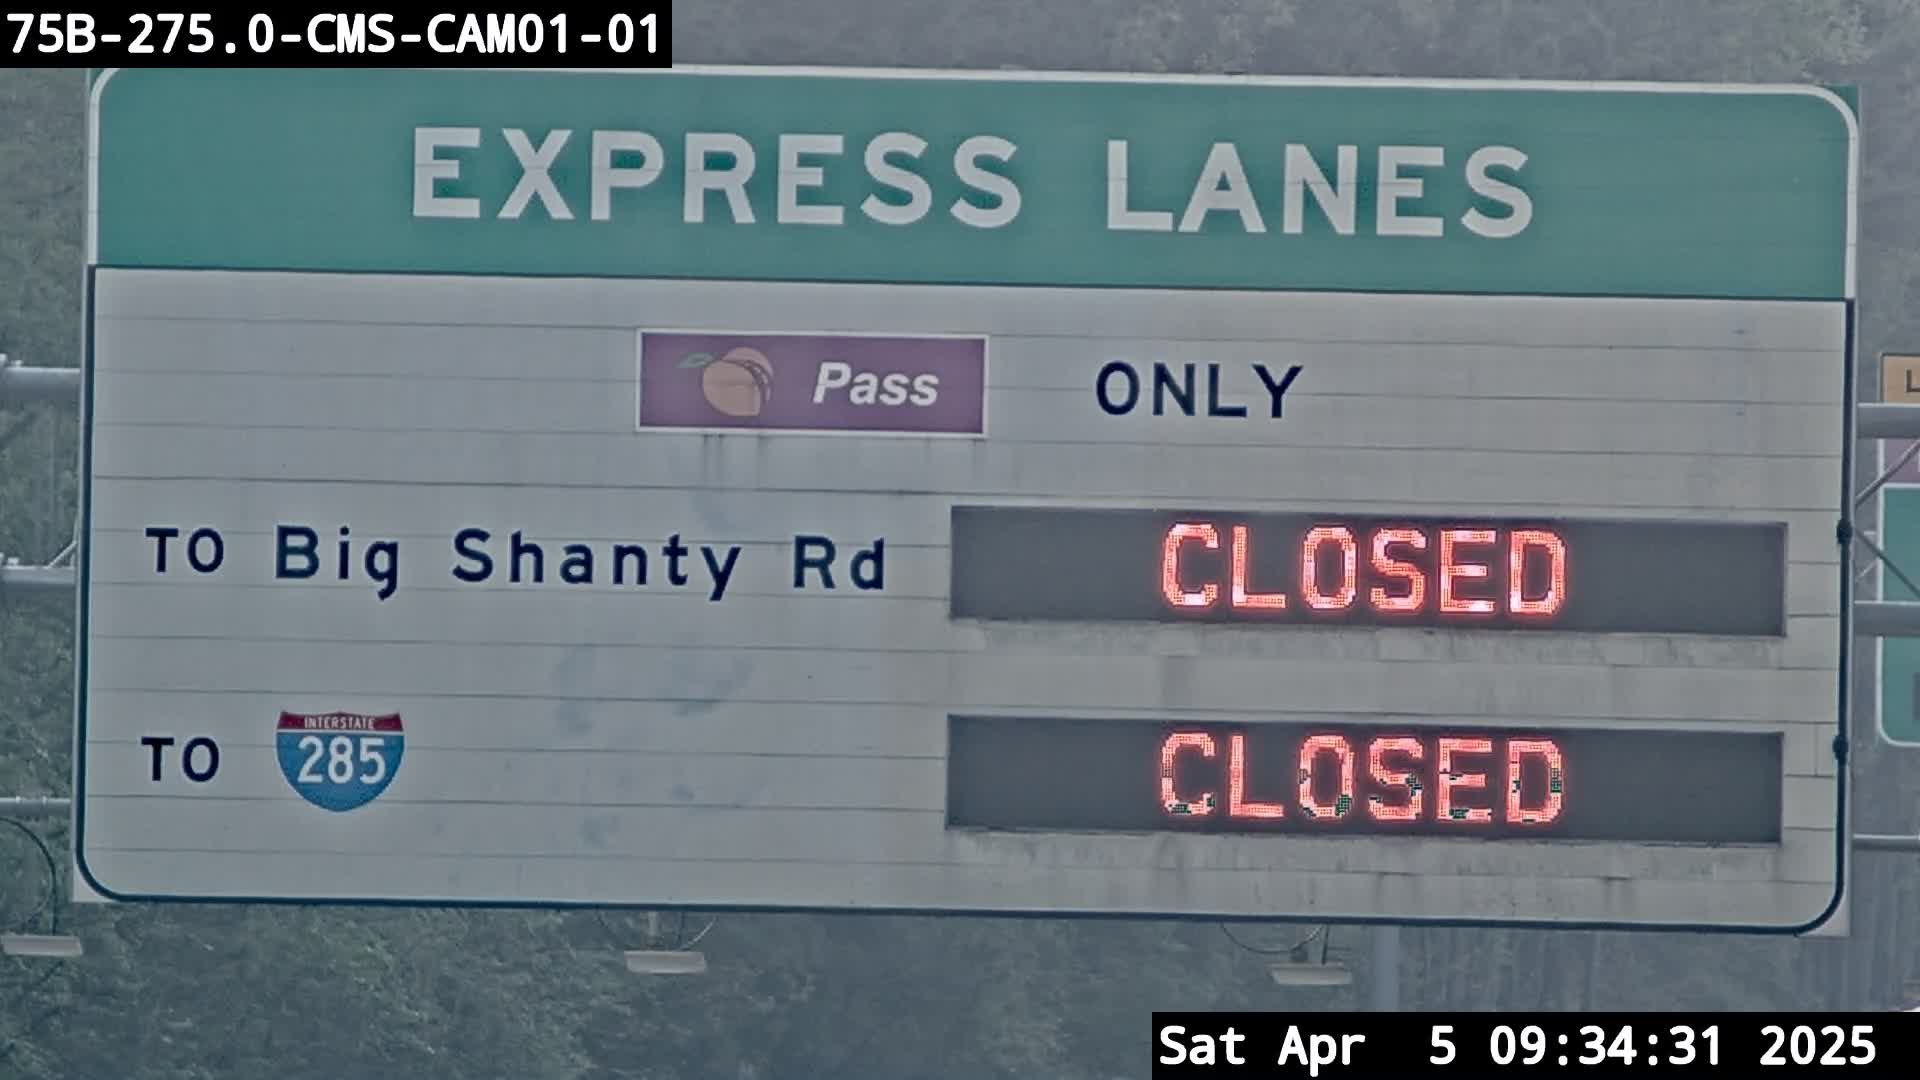 75B-275.0-CMS-CAM01-01
EXPRESS LANES
Pass ONLY
TO Big Shanty Rd CLOSED
TO INTERSTATE 285 CLOSED
Sat Apr 5 09:34:31 2025